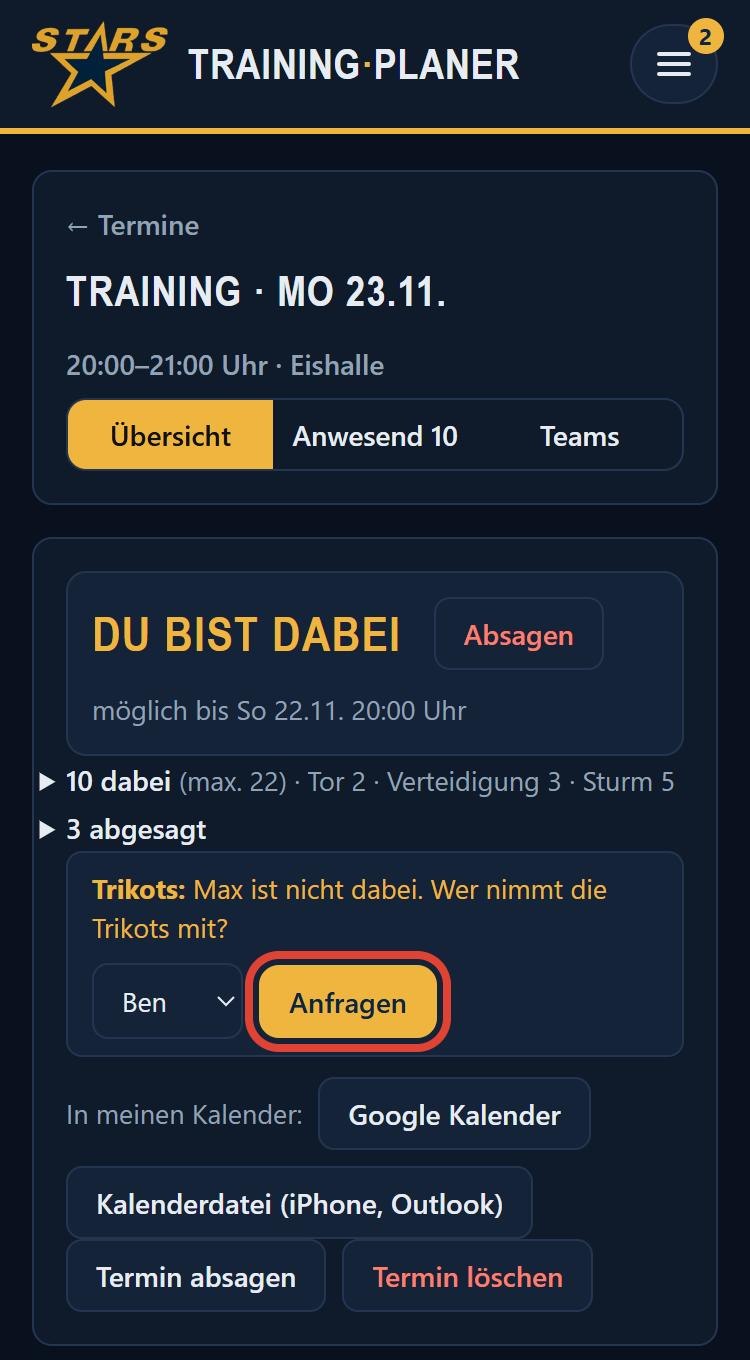 STARS
TRAINING·PLANER
2
← Termine
TRAINING · MO 23.11.
20:00–21:00 Uhr · Eishalle
Übersicht Anwesend 10 Teams
DU BIST DABEI Absagen
möglich bis So 22.11. 20:00 Uhr
▶ 10 dabei (max. 22) · Tor 2 · Verteidigung 3 · Sturm 5
▶ 3 abgesagt
Trikots: Max ist nicht dabei. Wer nimmt die
Trikots mit?
Ben Anfragen
In meinen Kalender: Google Kalender
Kalenderdatei (iPhone, Outlook)
Termin absagen Termin löschen